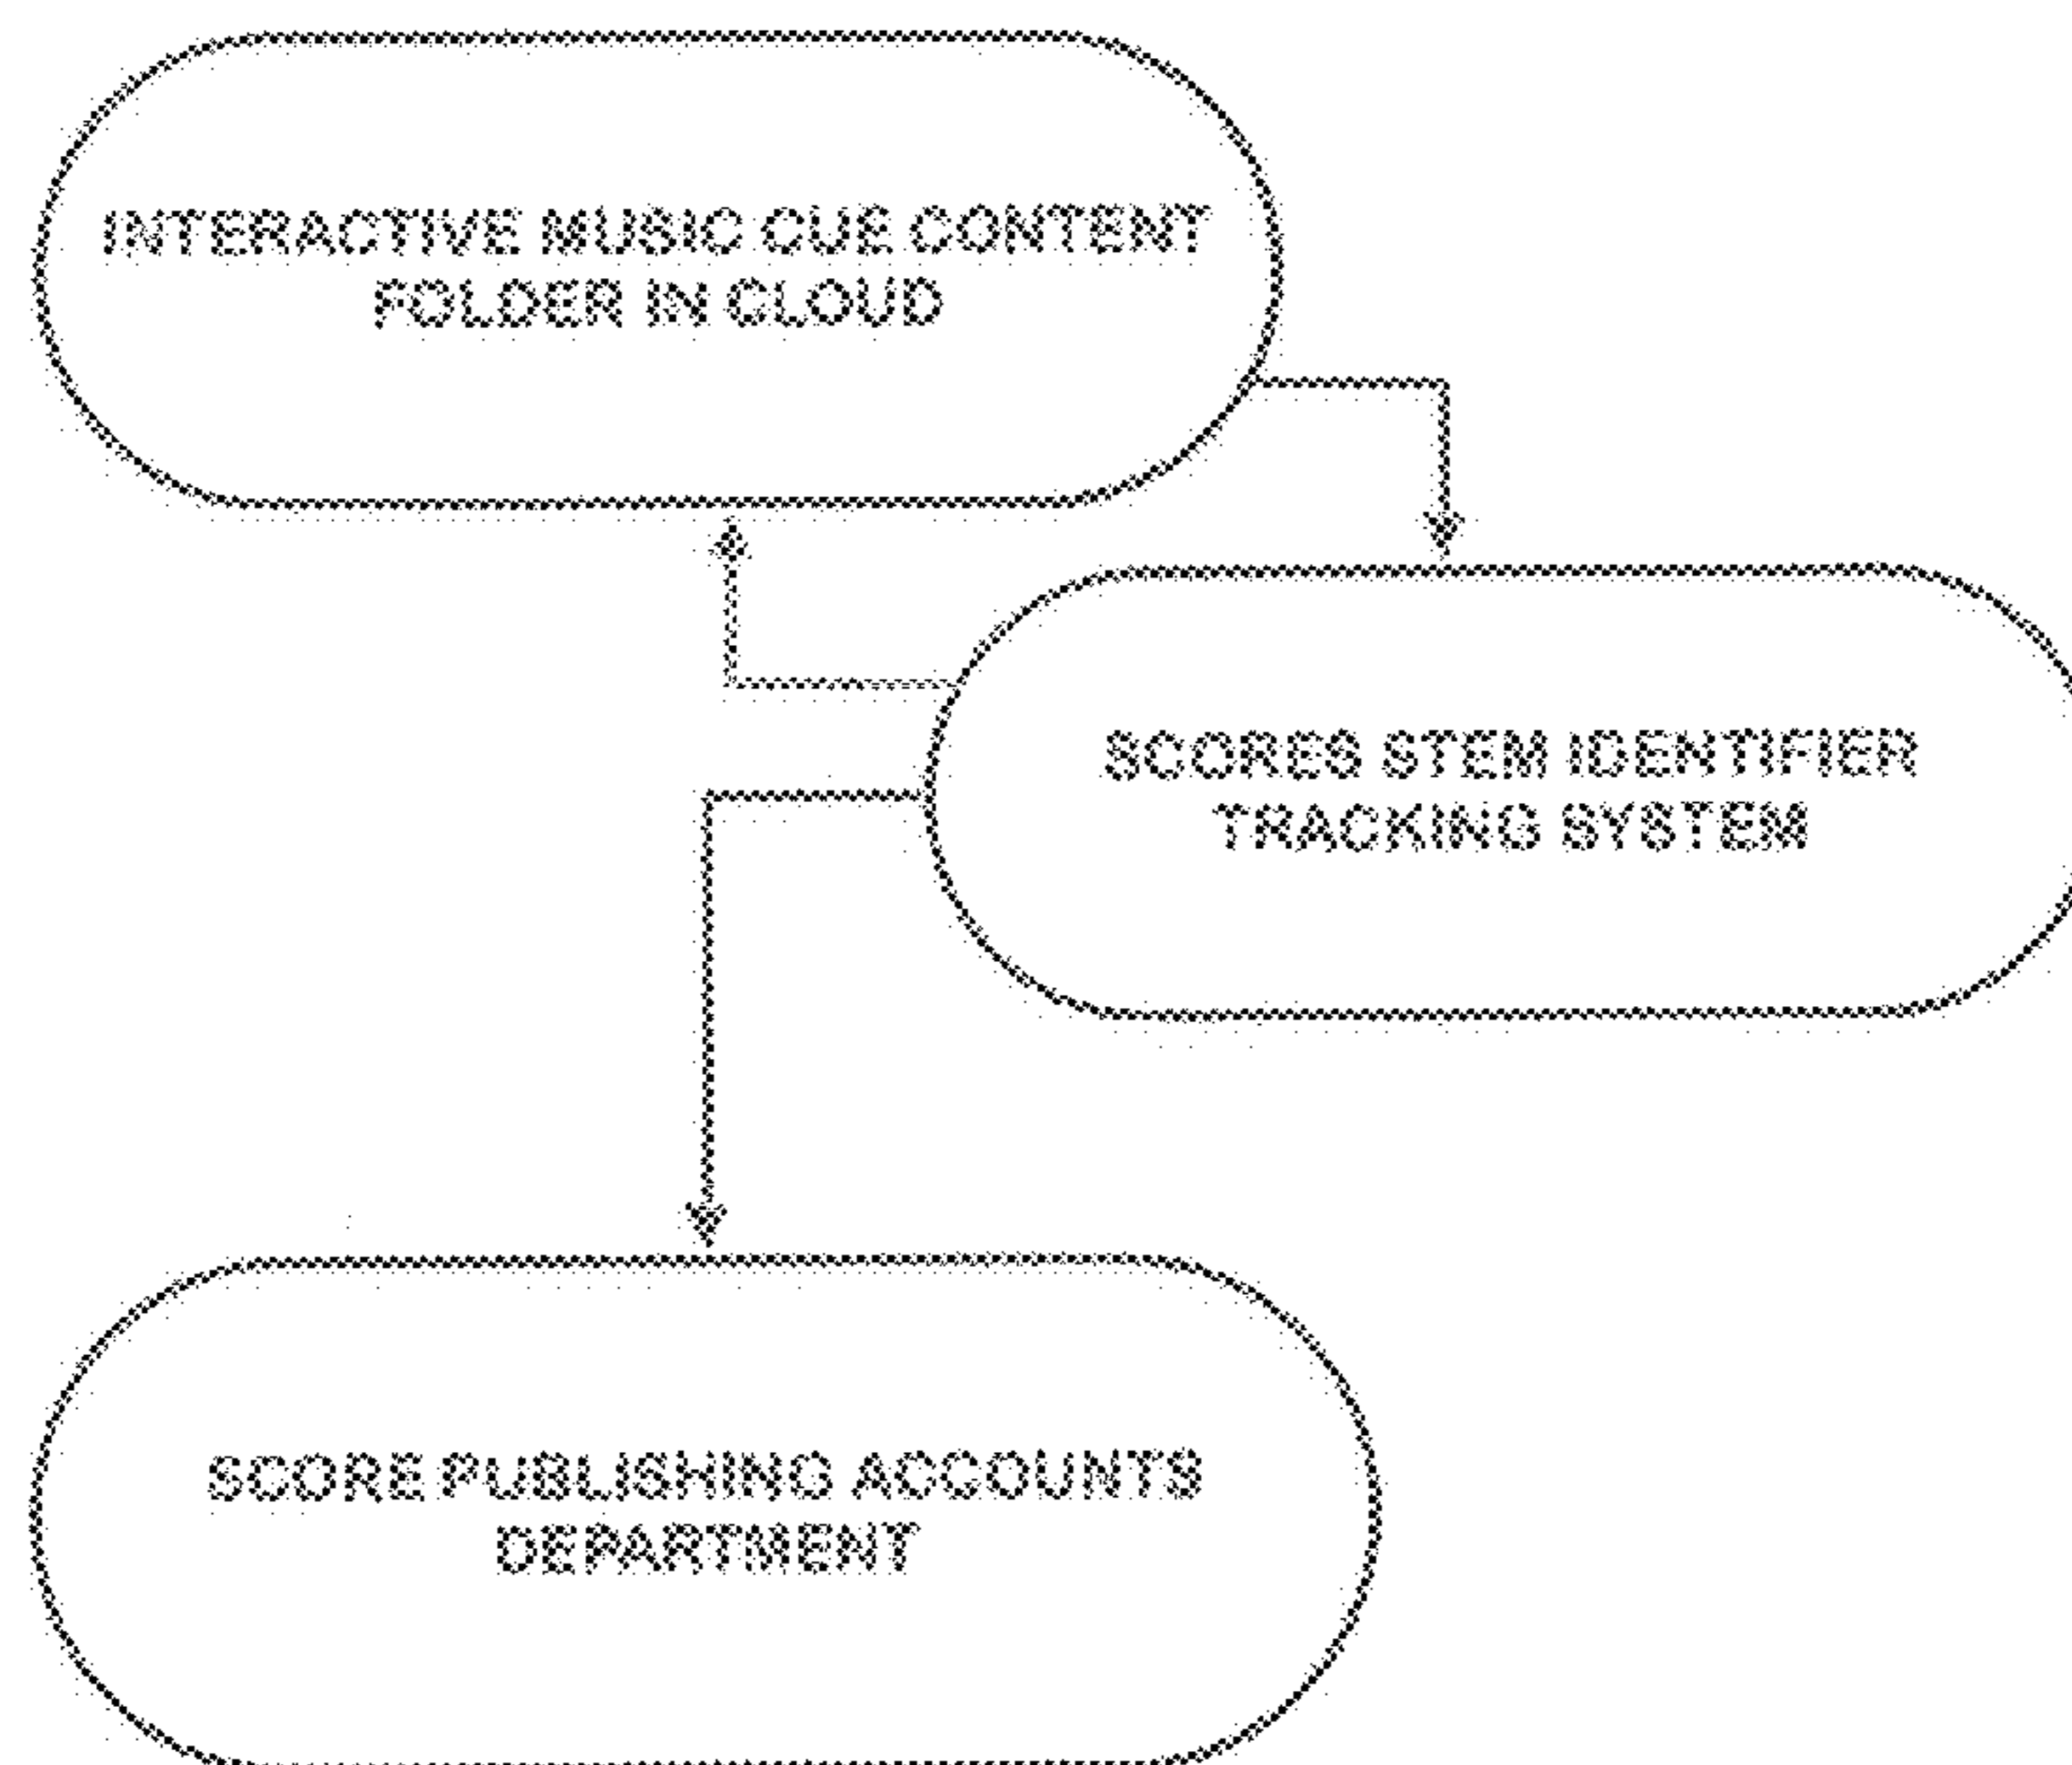 INTERACTIVE MUSIC CUE CONTENT
FOLDER IN CLOUD
SCORES STEM IDENTIFIER
TRACKING SYSTEM
SCORE PUBLISHING ACCOUNTS
DEPARTMENT